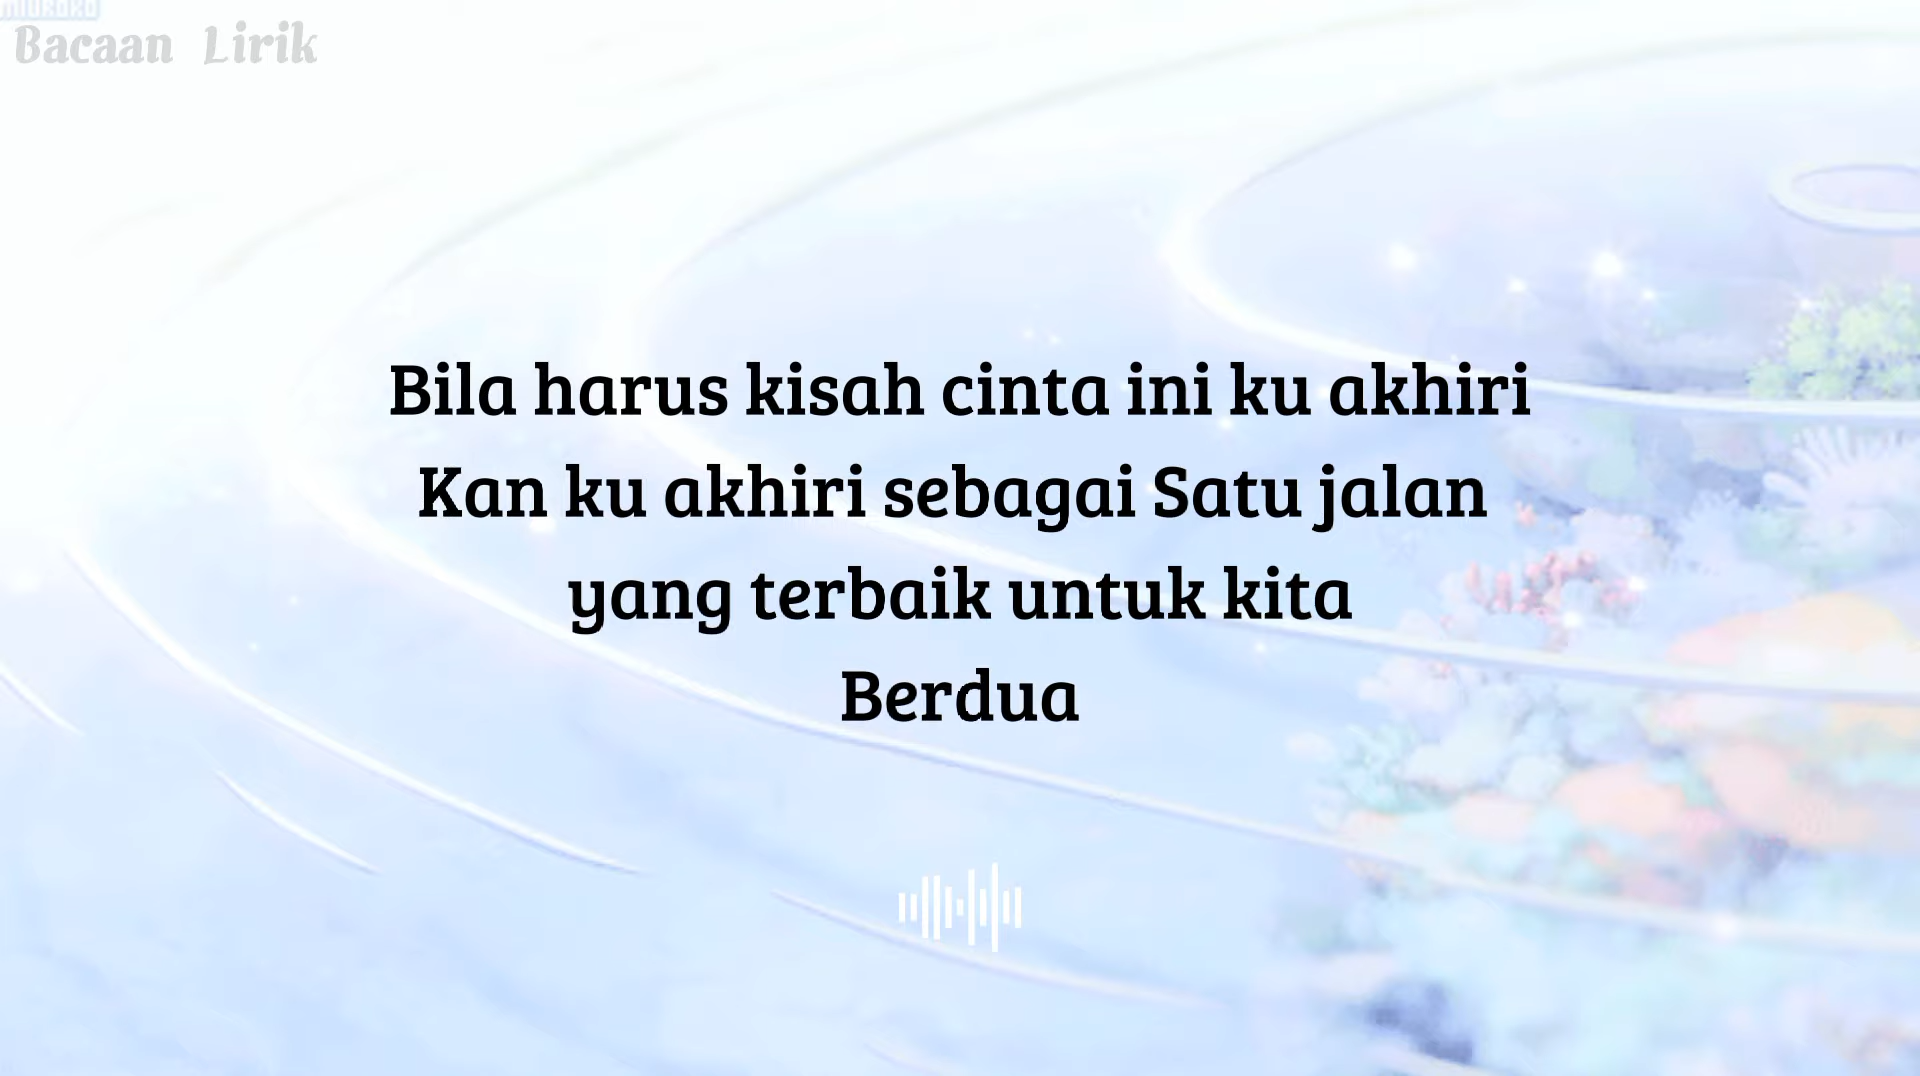 miukoko
Bacaan Lirik
Bila harus kisah cinta ini ku akhiri
Kan ku akhiri sebagai Satu jalan
yang terbaik untuk kita
Berdua